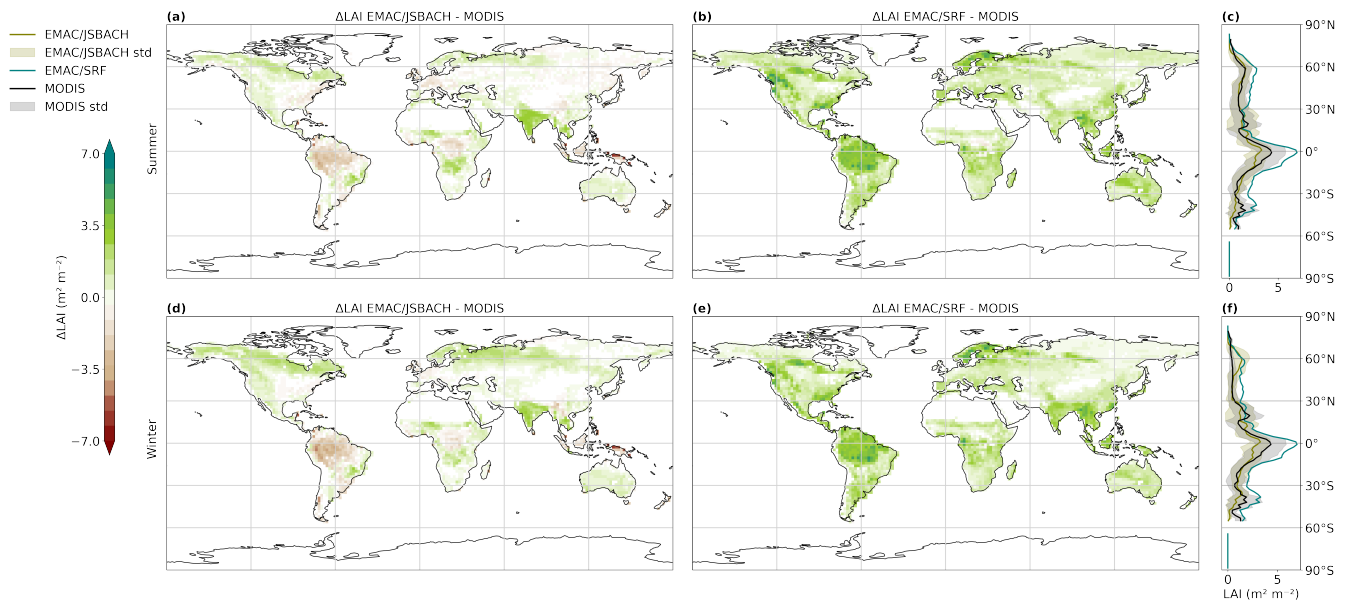 (a) ΔLAI EMAC/JSBACH - MODIS
(b) ΔLAI EMAC/SRF - MODIS
(c)
EMAC/JSBACH
EMAC/JSBACH std
EMAC/SRF
MODIS
MODIS std
Summer
7.0
3.5
0.0
−3.5
−7.0
ΔLAI (m² m⁻²)
90°N
60°N
30°N
0°
30°S
60°S
90°S
0 5
(d) ΔLAI EMAC/JSBACH - MODIS
(e) ΔLAI EMAC/SRF - MODIS
(f)
Winter
90°N
60°N
30°N
0°
30°S
60°S
90°S
0 5
LAI (m² m⁻²)